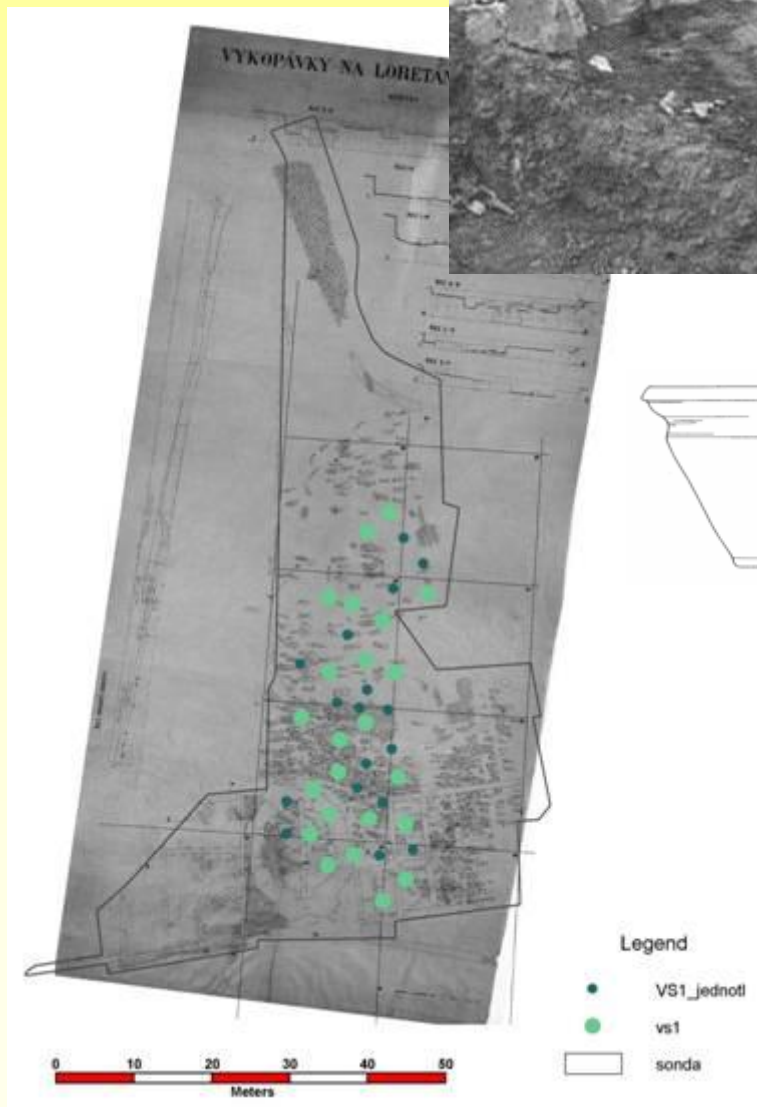 VYKOPÁVKY NA LORETÁN
Legend
VS1_jednotl
vs1
sonda
0 10 20 30 40 50
Meters